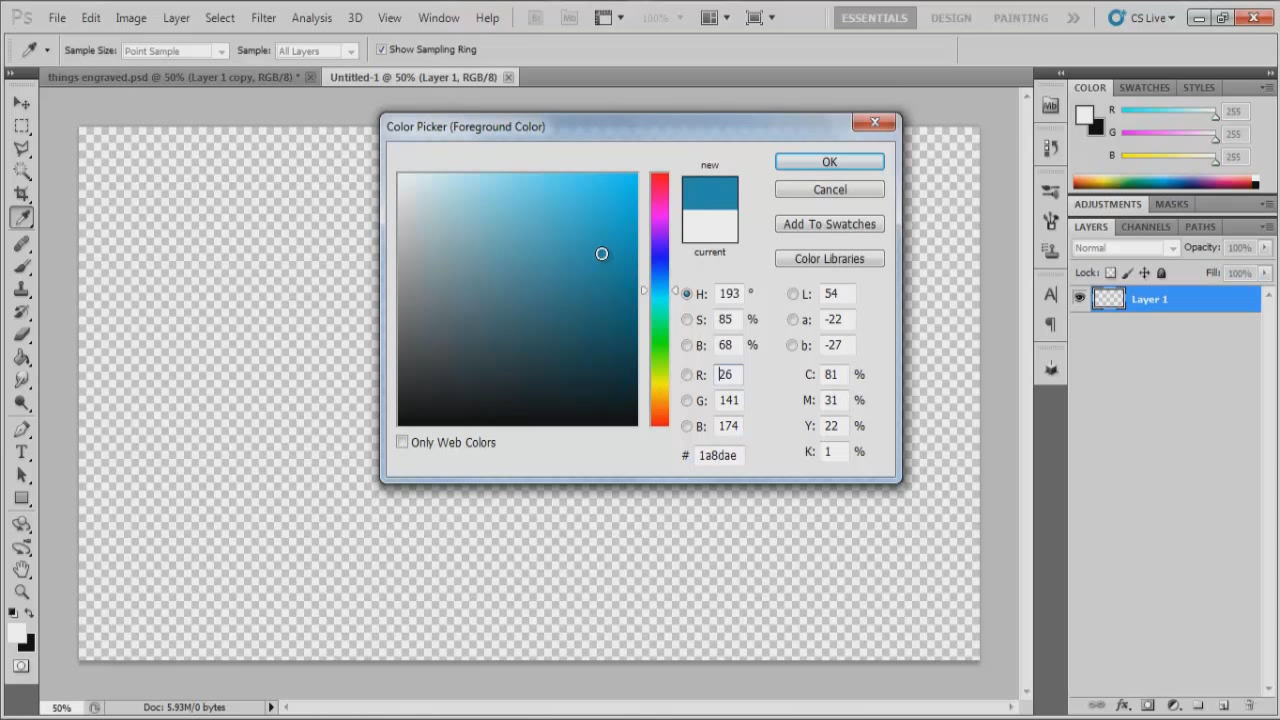 Ps File Edit Image Layer Select Filter Analysis 3D View Window Help Br Mb 100% ESSENTIALS DESIGN PAINTING CS Live
Sample Size: Point Sample Sample: All Layers Show Sampling Ring
things engraved.psd @ 50% (Layer 1 copy, RGB/8) * Untitled-1 @ 50% (Layer 1, RGB/8)
Color Picker (Foreground Color)
new
current
OK
Cancel
Add To Swatches
Color Libraries
H: 193 ° L: 54
S: 85 % a: -22
B: 68 % b: -27
R: 26 C: 81 %
G: 141 M: 31 %
B: 174 Y: 22 %
# 1a8dae K: 1 %
Only Web Colors
Mb
COLOR SWATCHES STYLES
R 255
G 255
B 255
ADJUSTMENTS MASKS
LAYERS CHANNELS PATHS
Normal Opacity: 100%
Lock: Fill: 100%
Layer 1
A
T
fx
50% Doc: 5.93M/0 bytes